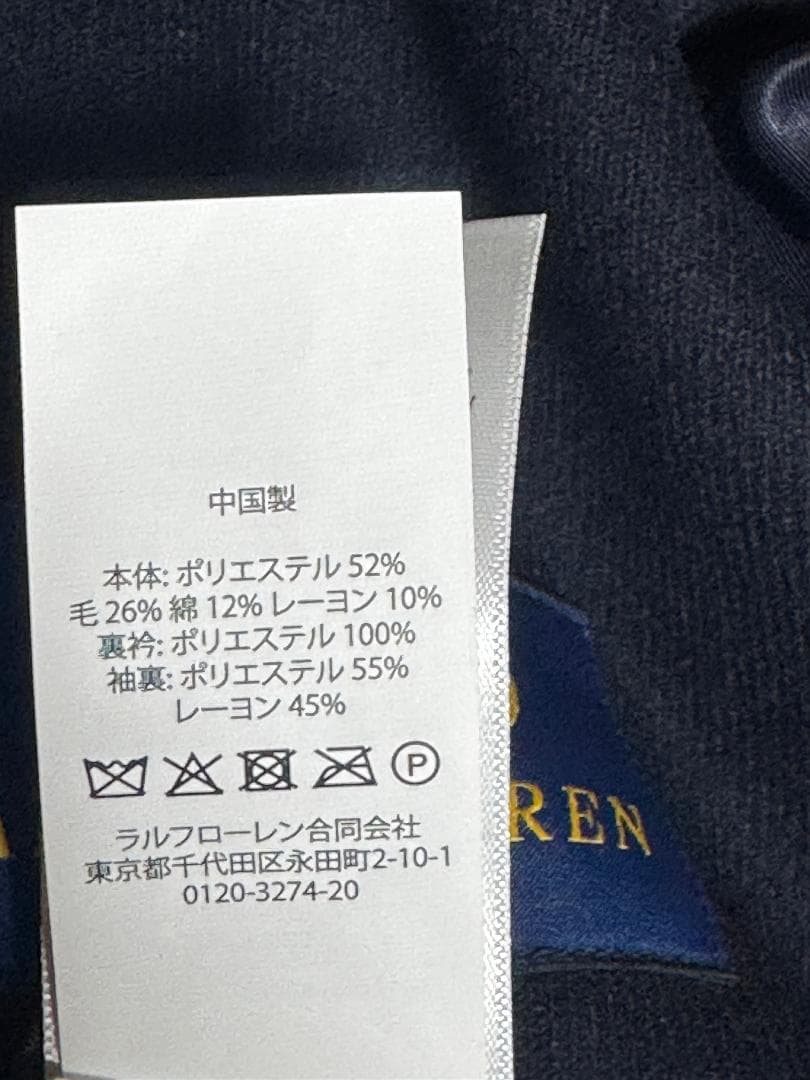 中国製
本体: ポリエステル 52%
毛 26% 綿 12% レーヨン 10%
裏衿: ポリエステル 100%
袖裏: ポリエステル 55%
レーヨン 45%
P
ラルフローレン合同会社
東京都千代田区永田町2-10-1
0120-3274-20
REN